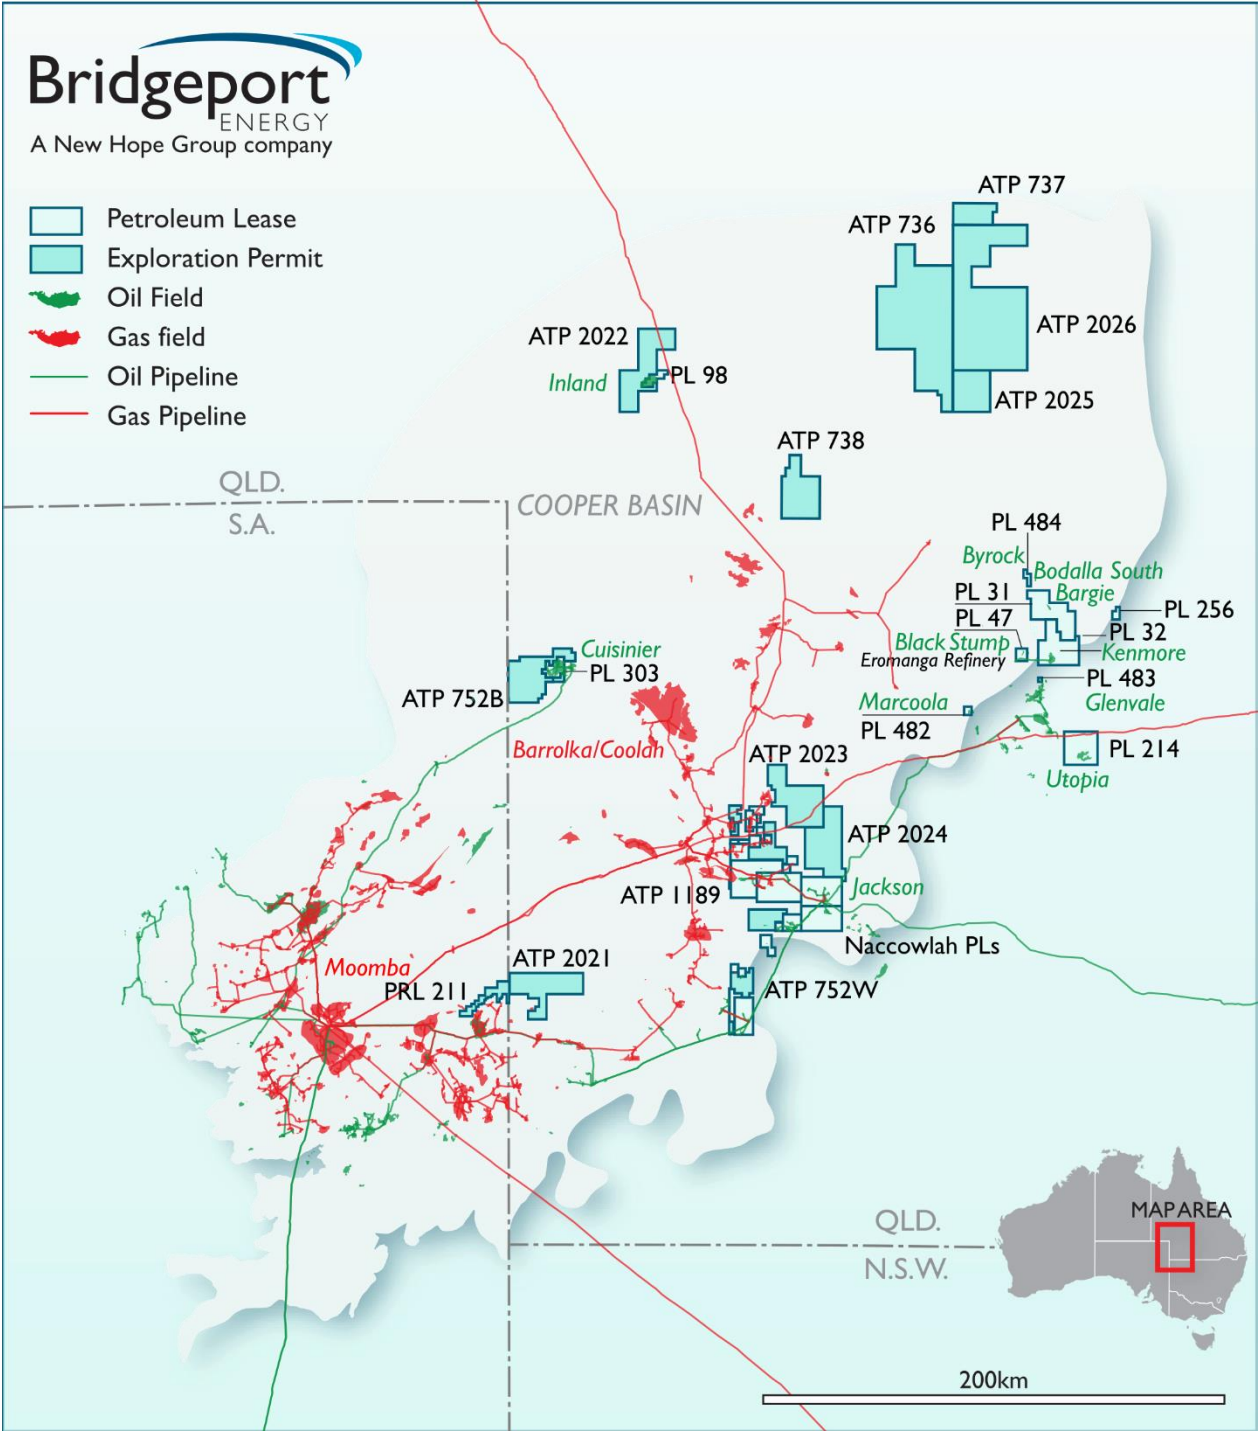 Bridgeport
ENERGY
A New Hope Group company
Petroleum Lease
Exploration Permit
Oil Field
Gas field
Oil Pipeline
Gas Pipeline
ATP 737
ATP 736
ATP 2026
ATP 2022
Inland
PL 98
ATP 2025
ATP 738
QLD.
S.A.
COOPER BASIN
PL 484
Byrock
Bodalla South
PL 31
Bargie
PL 256
PL 47
PL 32
Black Stump
Kenmore
Eromanga Refinery
Cuisinier
PL 303
ATP 752B
PL 483
Glenvale
Marcoola
PL 482
Barrolka/Coolah
ATP 2023
PL 214
Utopia
ATP 2024
ATP 1189
Jackson
Naccowlah PLs
ATP 2021
Moomba
PRL 211
ATP 752W
QLD.
N.S.W.
MAP AREA
200km